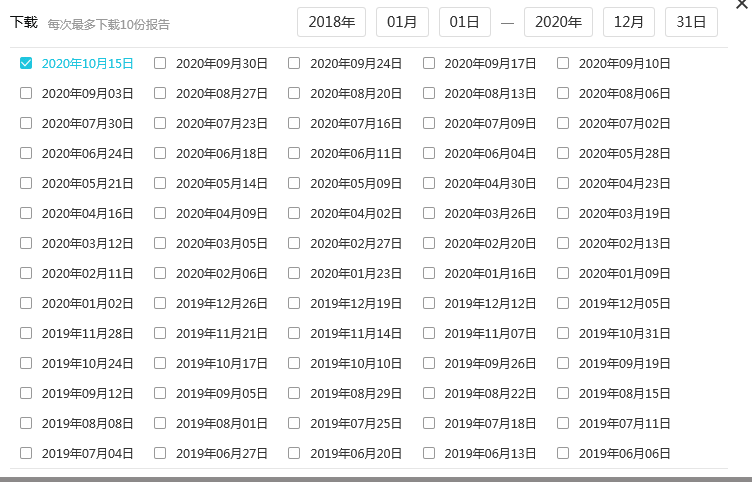 下载 每次最多下载10份报告 2018年 01月 01日 — 2020年 12月 31日
2020年10月15日 2020年09月30日 2020年09月24日 2020年09月17日 2020年09月10日
2020年09月03日 2020年08月27日 2020年08月20日 2020年08月13日 2020年08月06日
2020年07月30日 2020年07月23日 2020年07月16日 2020年07月09日 2020年07月02日
2020年06月24日 2020年06月18日 2020年06月11日 2020年06月04日 2020年05月28日
2020年05月21日 2020年05月14日 2020年05月09日 2020年04月30日 2020年04月23日
2020年04月16日 2020年04月09日 2020年04月02日 2020年03月26日 2020年03月19日
2020年03月12日 2020年03月05日 2020年02月27日 2020年02月20日 2020年02月13日
2020年02月11日 2020年02月06日 2020年01月23日 2020年01月16日 2020年01月09日
2020年01月02日 2019年12月26日 2019年12月19日 2019年12月12日 2019年12月05日
2019年11月28日 2019年11月21日 2019年11月14日 2019年11月07日 2019年10月31日
2019年10月24日 2019年10月17日 2019年10月10日 2019年09月26日 2019年09月19日
2019年09月12日 2019年09月05日 2019年08月29日 2019年08月22日 2019年08月15日
2019年08月08日 2019年08月01日 2019年07月25日 2019年07月18日 2019年07月11日
2019年07月04日 2019年06月27日 2019年06月20日 2019年06月13日 2019年06月06日